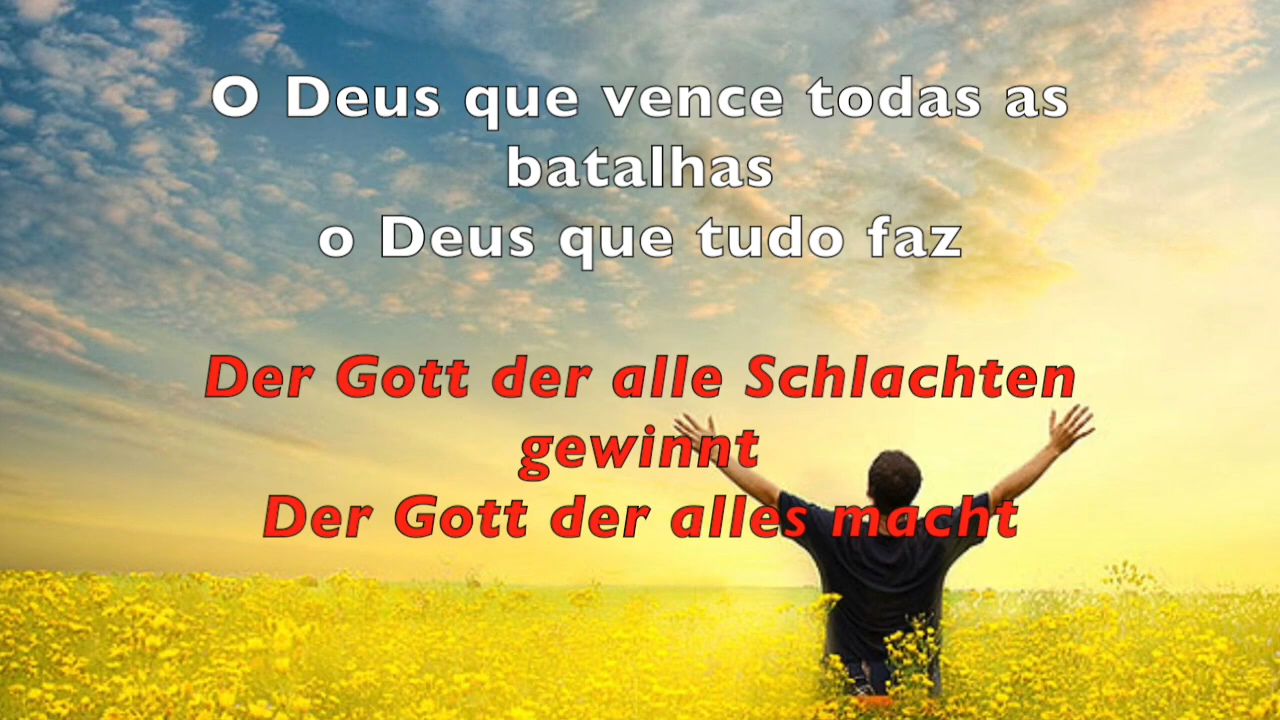 O Deus que vence todas as
batalhas
o Deus que tudo faz
Der Gott der alle Schlachten
gewinnt
Der Gott der alles macht